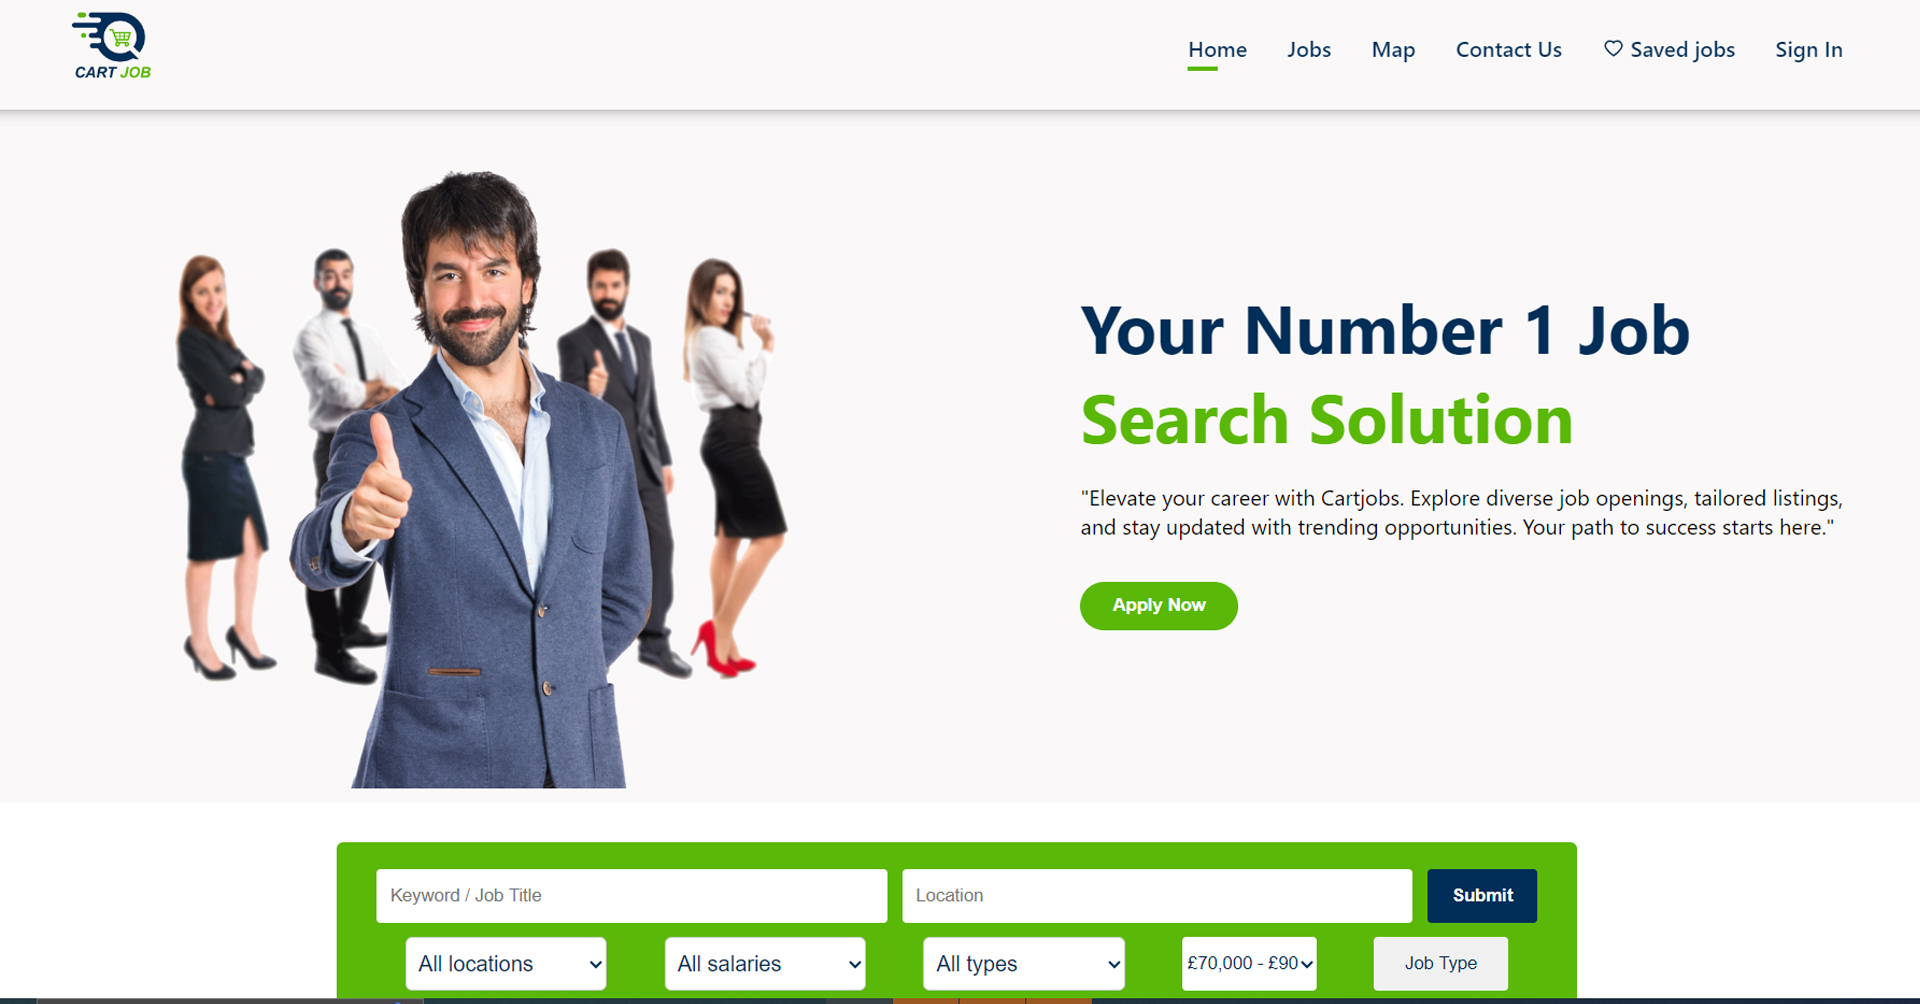 CART JOB
Home
Jobs
Map
Contact Us
Saved jobs
Sign In
Your Number 1 Job
Search Solution
"Elevate your career with Cartjobs. Explore diverse job openings, tailored listings,
and stay updated with trending opportunities. Your path to success starts here."
Apply Now
Keyword / Job Title
Location
Submit
All locations
All salaries
All types
£70,000 - £90
Job Type